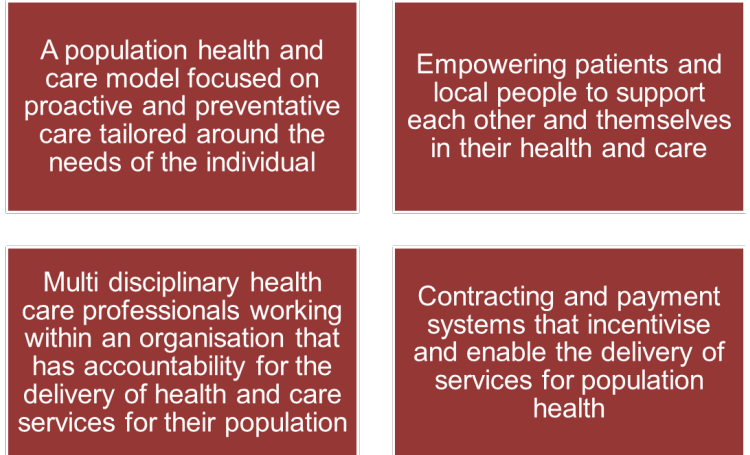 A population health and
care model focused on
proactive and preventative
care tailored around the
needs of the individual
Empowering patients and
local people to support
each other and themselves
in their health and care
Multi disciplinary health
care professionals working
within an organisation that
has accountability for the
delivery of health and care
services for their population
Contracting and payment
systems that incentivise
and enable the delivery of
services for population
health